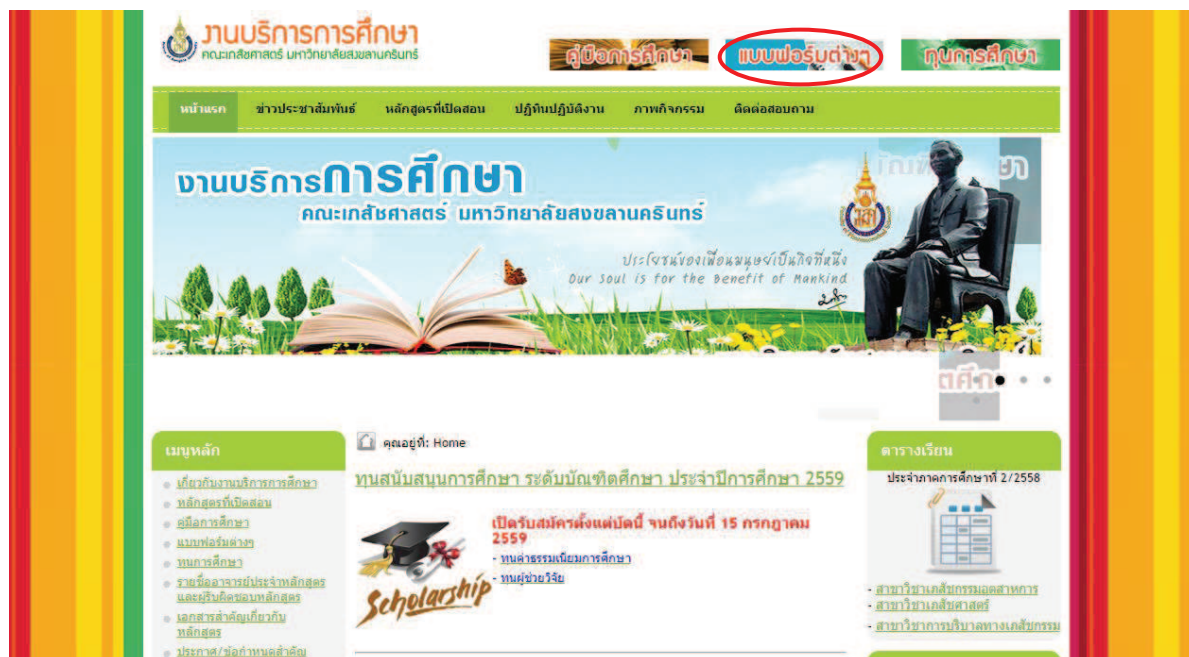 งานบริการการศึกษา
คณะเภสัชศาสตร์ มหาวิทยาลัยสงขลานครินทร์
คู่มือการศึกษา
แบบฟอร์มต่างๆ
ทุนการศึกษา
หน้าแรก ข่าวประชาสัมพันธ์ หลักสูตรที่เปิดสอน ปฏิทินปฏิบัติงาน ภาพกิจกรรม ติดต่อสอบถาม
งานบริการการศึกษา
คณะเภสัชศาสตร์ มหาวิทยาลัยสงขลานครินทร์
ประโยชน์ของเพื่อนมนุษย์เป็นกิจที่หนึ่ง
Our Soul is for the Benefit of Mankind
เมนูหลัก
เกี่ยวกับงานบริการการศึกษา
หลักสูตรที่เปิดสอน
คู่มือการศึกษา
แบบฟอร์มต่างๆ
ทุนการศึกษา
รายชื่ออาจารย์ประจำหลักสูตร
และผู้รับผิดชอบหลักสูตร
เอกสารสำคัญเกี่ยวกับ
หลักสูตร
ประกาศ/ข้อกำหนดสำคัญ
คุณอยู่ที่: Home
ทุนสนับสนุนการศึกษา ระดับบัณฑิตศึกษา ประจำปีการศึกษา 2559
เปิดรับสมัครตั้งแต่บัดนี้ จนถึงวันที่ 15 กรกฎาคม
2559
- ทุนค่าธรรมเนียมการศึกษา
- ทุนผู้ช่วยวิจัย
Scholarship
ตารางเรียน
ประจำภาคการศึกษาที่ 2/2558
- สาขาวิชาเภสัชกรรมอุตสาหการ
- สาขาวิชาเภสัชศาสตร์
- สาขาวิชาการบริบาลทางเภสัชกรรม